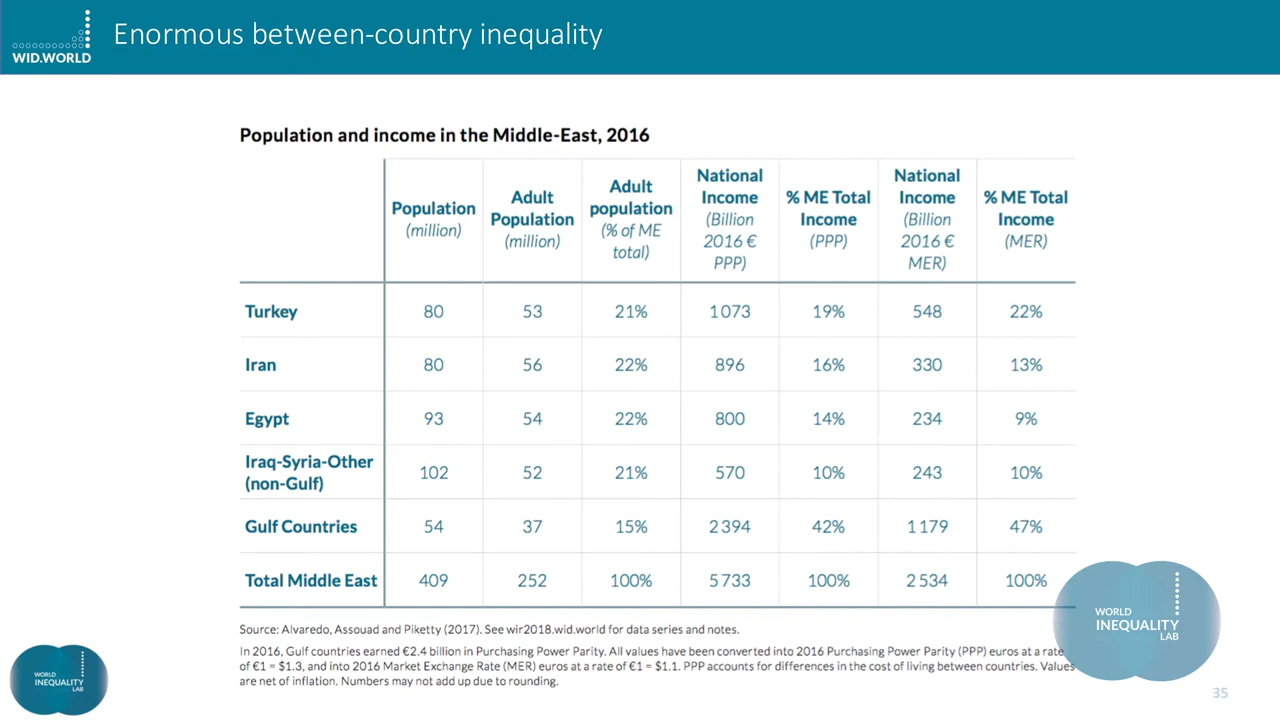 WID.WORLD
Enormous between-country inequality
Population and income in the Middle-East, 2016
Population
(million)
Adult
Population
(million)
Adult
population
(% of ME
total)
National
Income
(Billion
2016 €
PPP)
% ME Total
Income
(PPP)
National
Income
(Billion
2016 €
MER)
% ME Total
Income
(MER)
Turkey 80 53 21% 1 073 19% 548 22%
Iran 80 56 22% 896 16% 330 13%
Egypt 93 54 22% 800 14% 234 9%
Iraq-Syria-Other
(non-Gulf) 102 52 21% 570 10% 243 10%
Gulf Countries 54 37 15% 2 394 42% 1 179 47%
Total Middle East 409 252 100% 5 733 100% 2 534 100%
Source: Alvaredo, Assouad and Piketty (2017). See wir2018.wid.world for data series and notes.
In 2016, Gulf countries earned €2.4 billion in Purchasing Power Parity. All values have been converted into 2016 Purchasing Power Parity (PPP) euros at a rate
of €1 = $1.3, and into 2016 Market Exchange Rate (MER) euros at a rate of €1 = $1.1. PPP accounts for differences in the cost of living between countries. Values
are net of inflation. Numbers may not add up due to rounding.
WORLD
INEQUALITY
LAB
WORLD
INEQUALITY
LAB
35